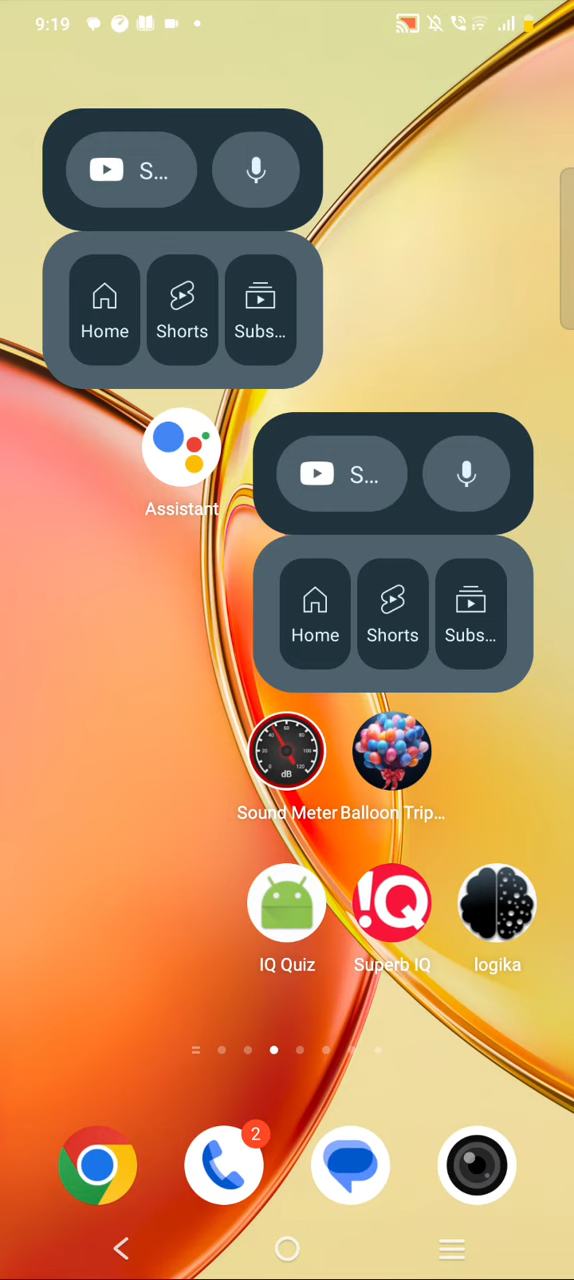 9:19
S...
Home Shorts Subs...
Assistant
S...
Home Shorts Subs...
Sound Meter Balloon Trip...
IQ Quiz Superb IQ logika
2